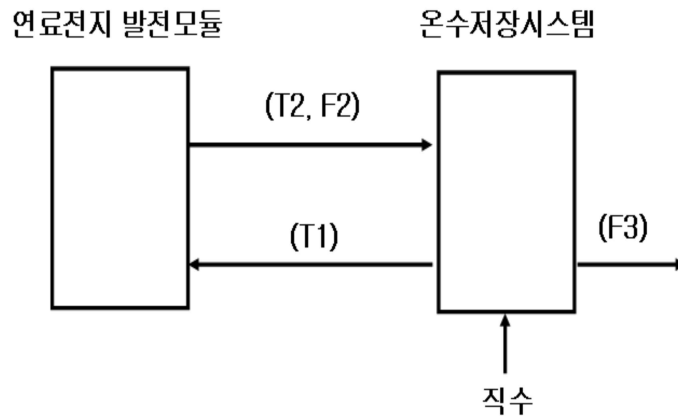 연료전지 발전모듈
온수저장시스템
(T2, F2)
(T1)
(F3)
직수